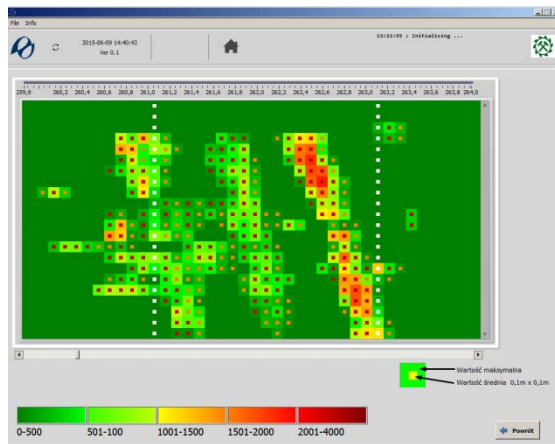 File Info
2015-06-09 14:40:43
Ver 0.1
13:12:55 : Initializing ...
259,9 260,2 260,4 260,6 260,8 261,0 261,2 261,4 261,6 261,8 262,0 262,2 262,4 262,6 262,8 263,0 263,2 263,4 263,6 263,8 264,0
Wartość maksymalna
Wartość średnia 0,1m x 0,1m
0-500 501-100 1001-1500 1501-2000 2001-4000
Powrót